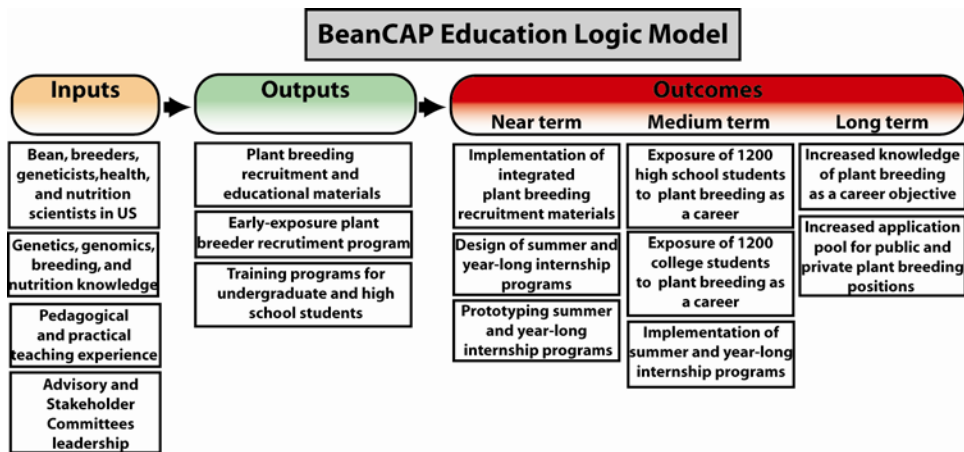 BeanCAP Education Logic Model
Inputs
Outputs
Outcomes
Near term
Medium term
Long term
Bean, breeders,
geneticists,health,
and nutrition
scientists in US
Genetics, genomics,
breeding, and
nutrition knowledge
Pedagogical
and practical
teaching experience
Advisory and
Stakeholder
Committees
leadership
Plant breeding
recruitment and
educational materials
Early-exposure plant
breeder recrutiment program
Training programs for
undergraduate and high
school students
Implementation of
integrated
plant breeding
recruitment materials
Design of summer and
year-long internship
programs
Prototyping summer
and year-long
internship programs
Exposure of 1200
high school students
to plant breeding as
a career
Exposure of 1200
college students
to plant breeding as
a career
Implementation of
summer and year-long
internship programs
Increased knowledge
of plant breeding
as a career objective
Increased application
pool for public and
private plant breeding
positions